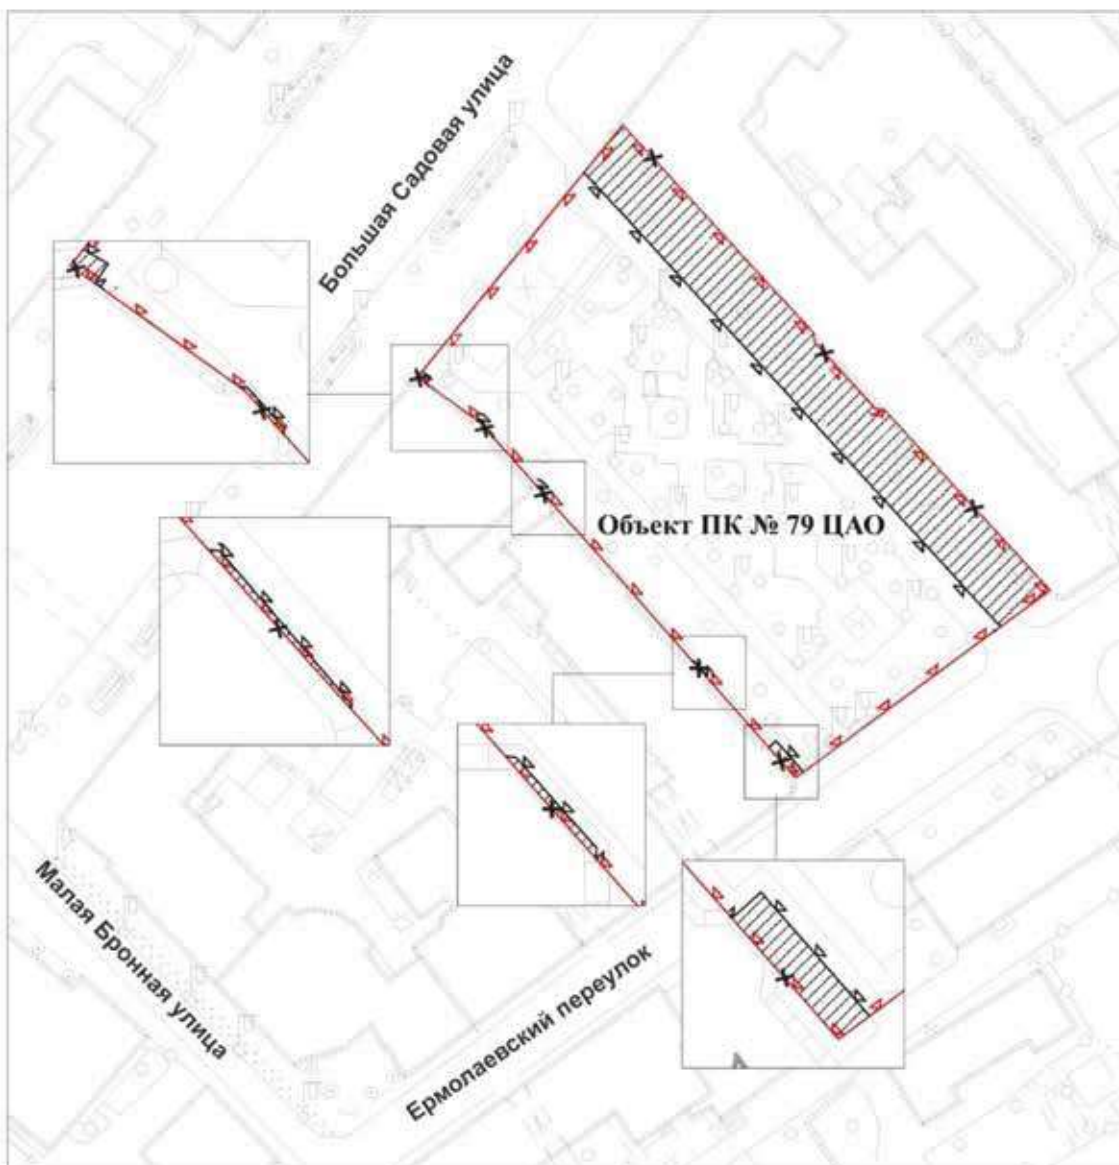 Большая Садовая улица
Объект ПК № 79 ЦАО
Малая Бронная улица
Ермолаевский переулок